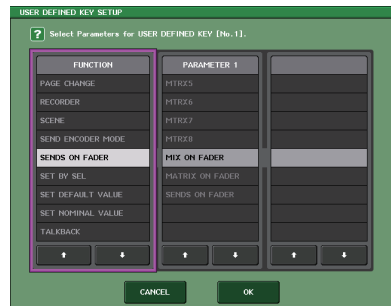 USER DEFINED KEY SETUP
? Select Parameters for USER DEFINED KEY [No.1].
FUNCTION
PAGE CHANGE
RECORDER
SCENE
SEND ENCODER MODE
SENDS ON FADER
SET BY SEL
SET DEFAULT VALUE
SET NOMINAL VALUE
TALKBACK
PARAMETER 1
MTRX5
MTRX6
MTRX7
MTRX8
MIX ON FADER
MATRIX ON FADER
SENDS ON FADER
CANCEL
OK